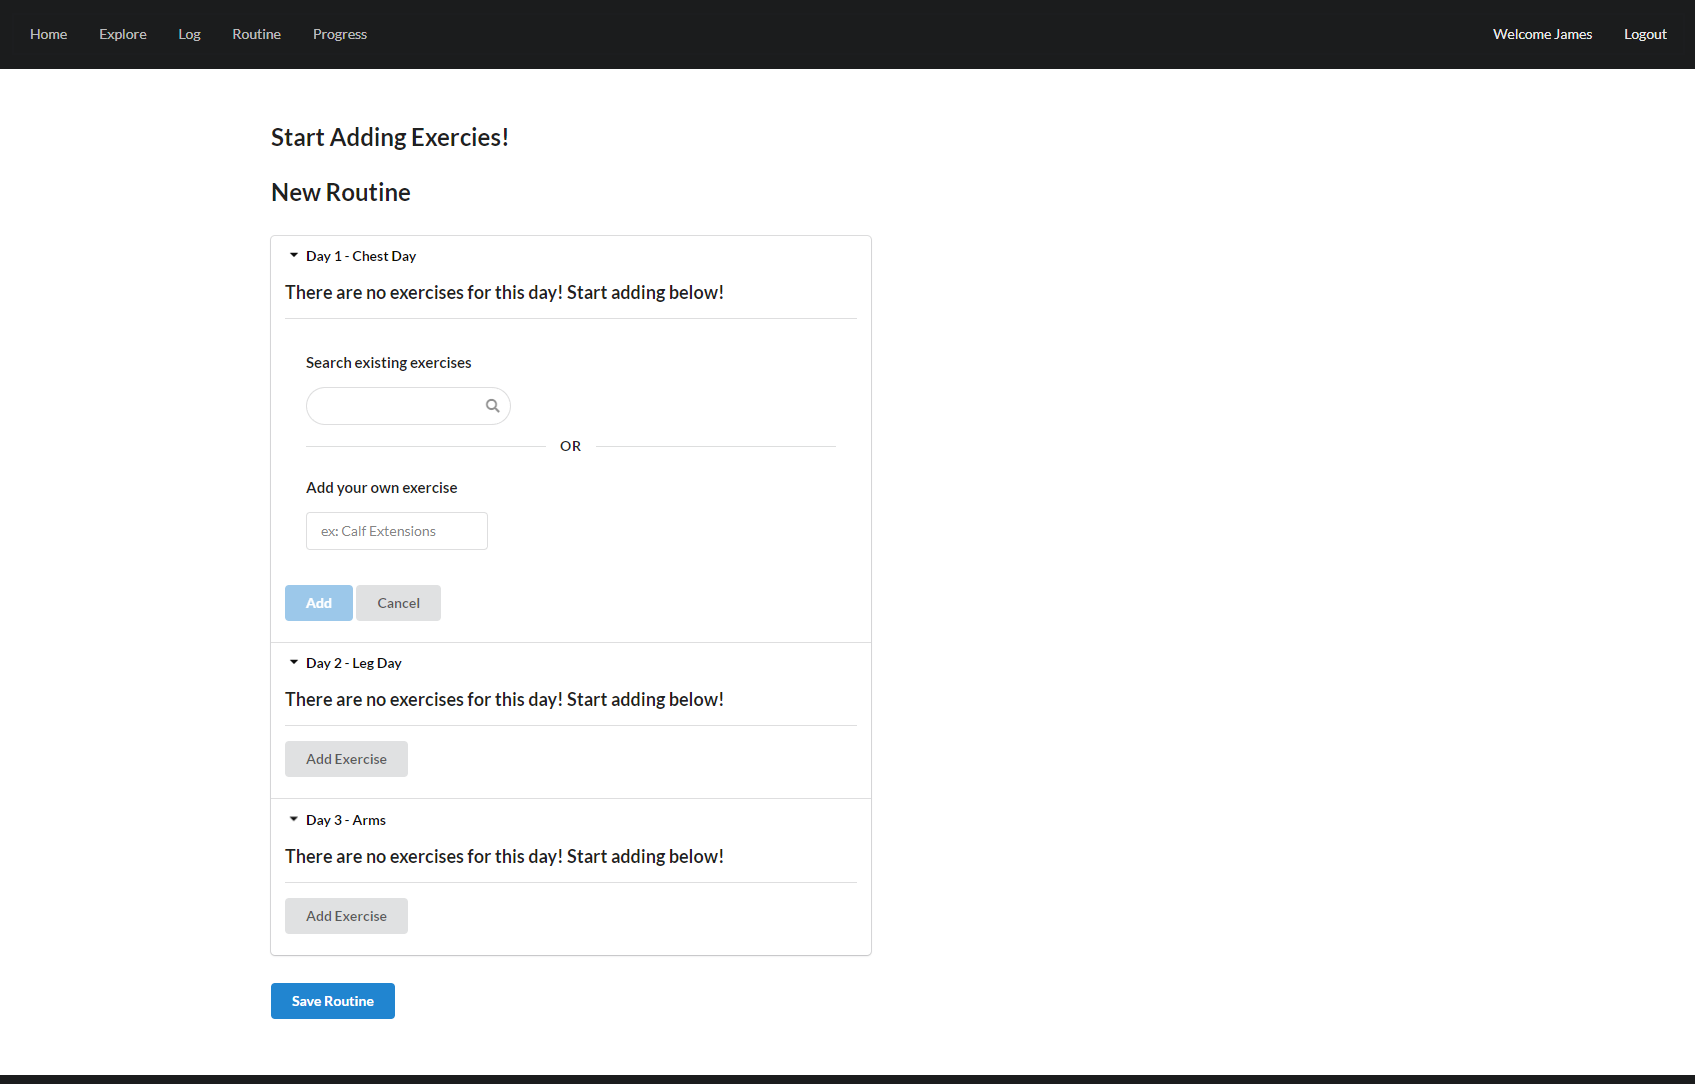 Home Explore Log Routine Progress Welcome James Logout
Start Adding Exercies!
New Routine
Day 1 - Chest Day
There are no exercises for this day! Start adding below!
Search existing exercises
OR
Add your own exercise
ex: Calf Extensions
Add Cancel
Day 2 - Leg Day
There are no exercises for this day! Start adding below!
Add Exercise
Day 3 - Arms
There are no exercises for this day! Start adding below!
Add Exercise
Save Routine